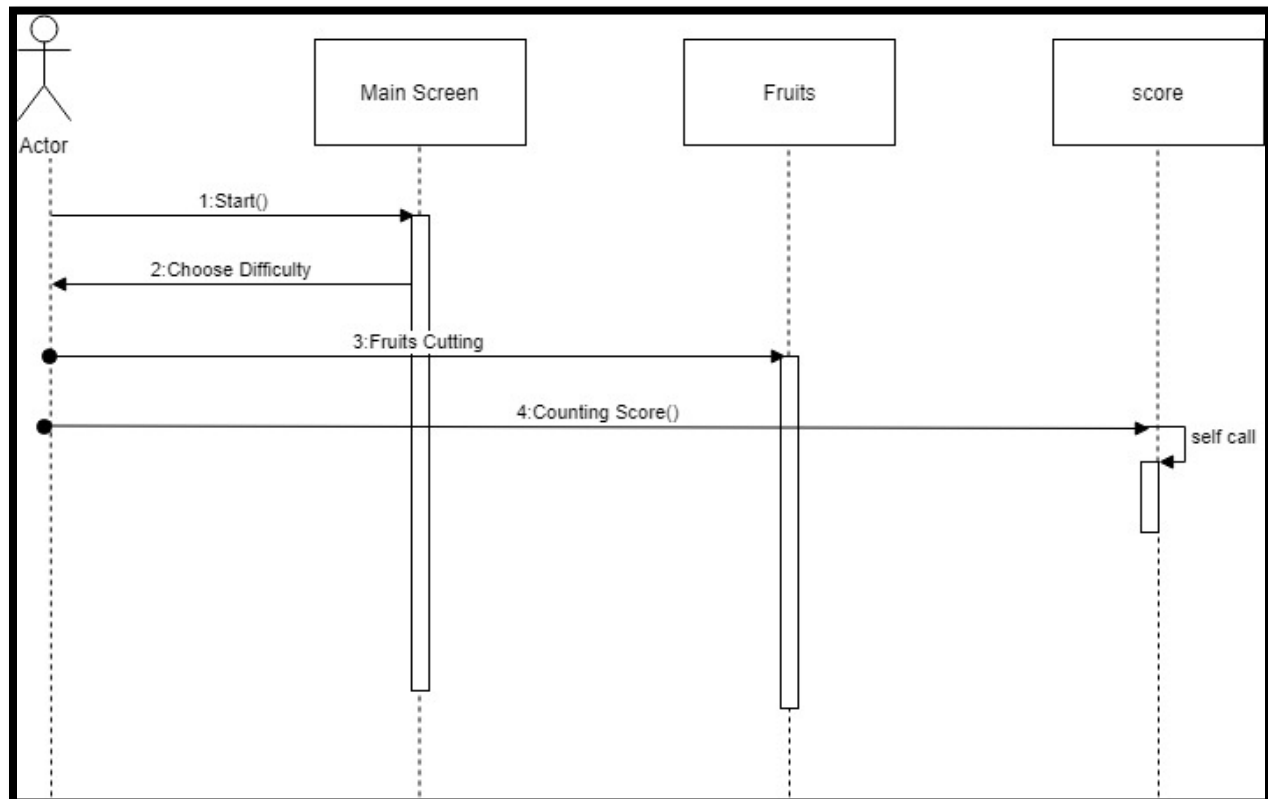 Main Screen
Fruits
score
Actor
1:Start()
2:Choose Difficulty
3:Fruits Cutting
4:Counting Score()
self call